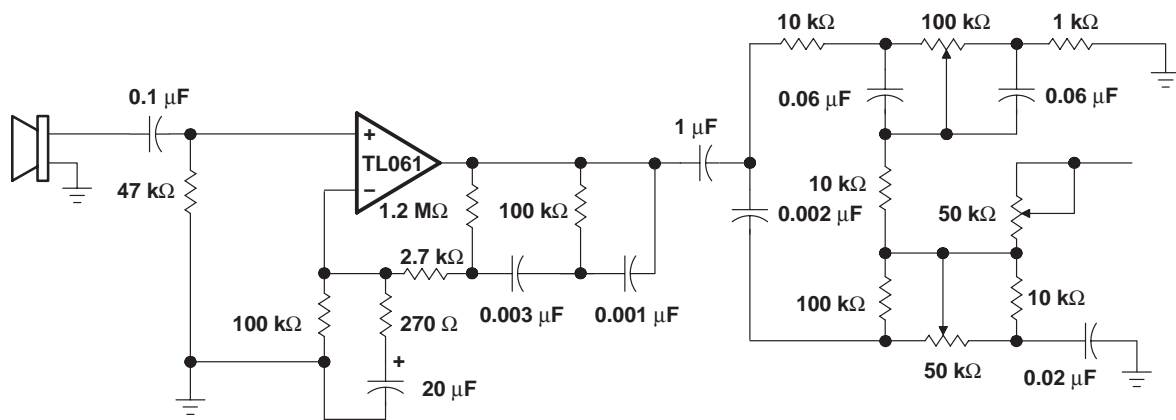 10 kΩ
100 kΩ
1 kΩ
0.06 μF
0.06 μF
0.1 μF
1 μF
+
TL061
−
47 kΩ
1.2 MΩ
100 kΩ
10 kΩ
0.002 μF
50 kΩ
2.7 kΩ
0.003 μF
0.001 μF
100 kΩ
270 Ω
100 kΩ
10 kΩ
+
20 μF
50 kΩ
0.02 μF